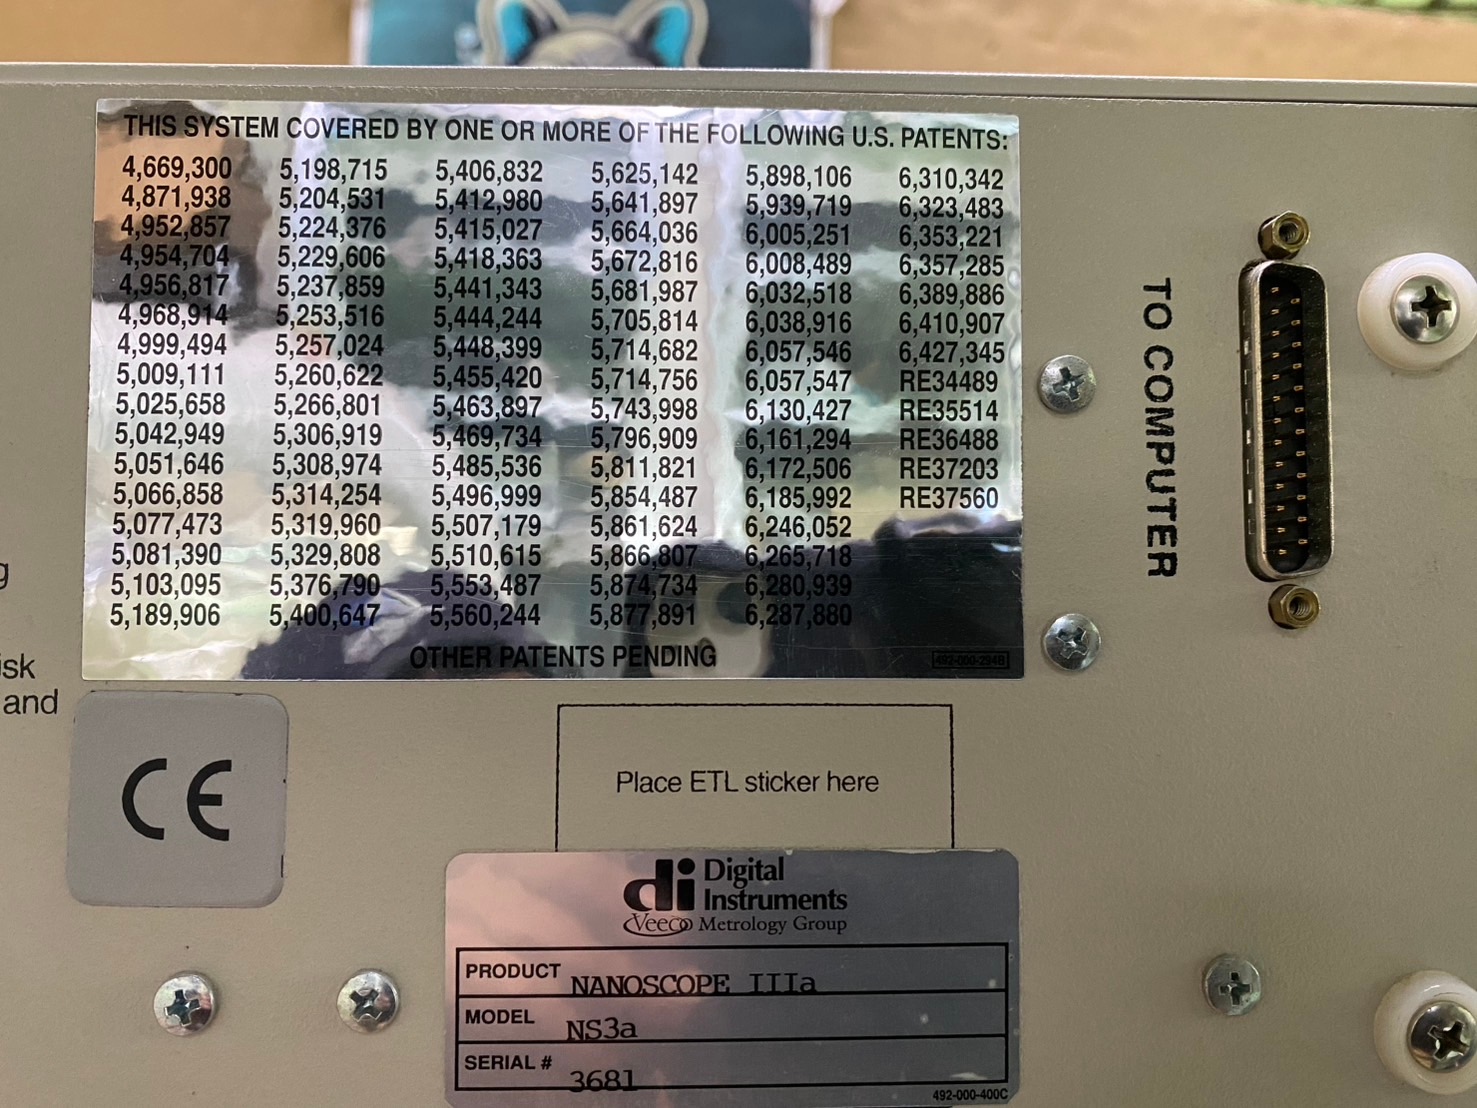 THIS SYSTEM COVERED BY ONE OR MORE OF THE FOLLOWING U.S. PATENTS:
4,669,300 5,198,715 5,406,832 5,625,142 5,898,106 6,310,342
4,871,938 5,204,531 5,412,980 5,641,897 5,939,719 6,323,483
4,952,857 5,224,376 5,415,027 5,664,036 6,005,251 6,353,221
4,954,704 5,229,606 5,418,363 5,672,816 6,008,489 6,357,285
4,956,817 5,237,859 5,441,343 5,681,987 6,032,518 6,389,886
4,968,914 5,253,516 5,444,244 5,705,814 6,038,916 6,410,907
4,999,494 5,257,024 5,448,399 5,714,682 6,057,546 6,427,345
5,009,111 5,260,622 5,455,420 5,714,756 6,057,547 RE34489
5,025,658 5,266,801 5,463,897 5,743,998 6,130,427 RE35514
5,042,949 5,306,919 5,469,734 5,796,909 6,161,294 RE36488
5,051,646 5,308,974 5,485,536 5,811,821 6,172,506 RE37203
5,066,858 5,314,254 5,496,999 5,854,487 6,185,992 RE37560
5,077,473 5,319,960 5,507,179 5,861,624 6,246,052
5,081,390 5,329,808 5,510,615 5,866,807 6,265,718
5,103,095 5,376,790 5,553,487 5,874,734 6,280,939
5,189,906 5,400,647 5,560,244 5,877,891 6,287,880
OTHER PATENTS PENDING
492-000-294B
TO COMPUTER
and
CE
Place ETL sticker here
di Digital
Instruments
Veeco Metrology Group
PRODUCT NANOSCOPE IIIa
MODEL NS3a
SERIAL # 3681
492-000-400C